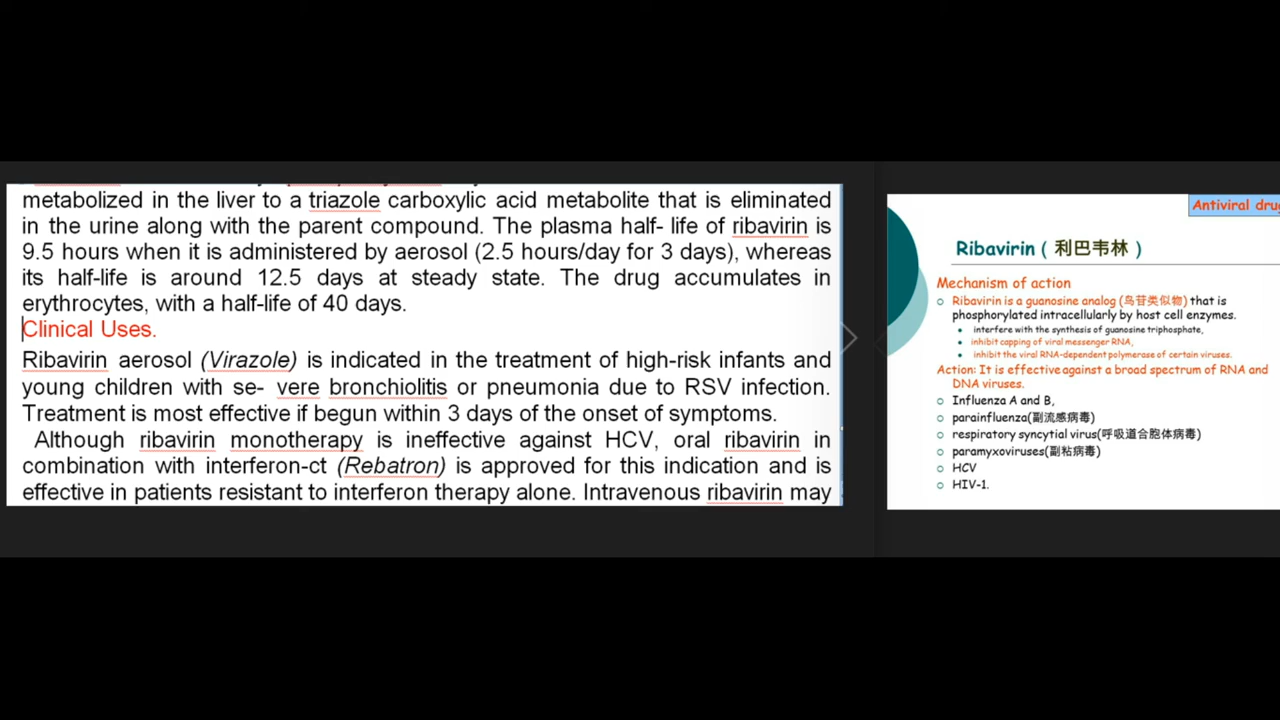 metabolized in the liver to a triazole carboxylic acid metabolite that is eliminated
in the urine along with the parent compound. The plasma half- life of ribavirin is
9.5 hours when it is administered by aerosol (2.5 hours/day for 3 days), whereas
its half-life is around 12.5 days at steady state. The drug accumulates in
erythrocytes, with a half-life of 40 days.
Clinical Uses.
Ribavirin aerosol (Virazole) is indicated in the treatment of high-risk infants and
young children with se- vere bronchiolitis or pneumonia due to RSV infection.
Treatment is most effective if begun within 3 days of the onset of symptoms.
Although ribavirin monotherapy is ineffective against HCV, oral ribavirin in
combination with interferon-ct (Rebatron) is approved for this indication and is
effective in patients resistant to interferon therapy alone. Intravenous ribavirin may
Antiviral drug
Ribavirin ( 利巴韦林 )
Mechanism of action
Ribavirin is a guanosine analog (鸟苷类似物) that is
phosphorylated intracellularly by host cell enzymes.
interfere with the synthesis of guanosine triphosphate,
inhibit capping of viral messenger RNA,
inhibit the viral RNA-dependent polymerase of certain viruses.
Action: It is effective against a broad spectrum of RNA and
DNA viruses.
Influenza A and B,
parainfluenza(副流感病毒)
respiratory syncytial virus(呼吸道合胞体病毒)
paramyxoviruses(副粘病毒)
HCV
HIV-1.